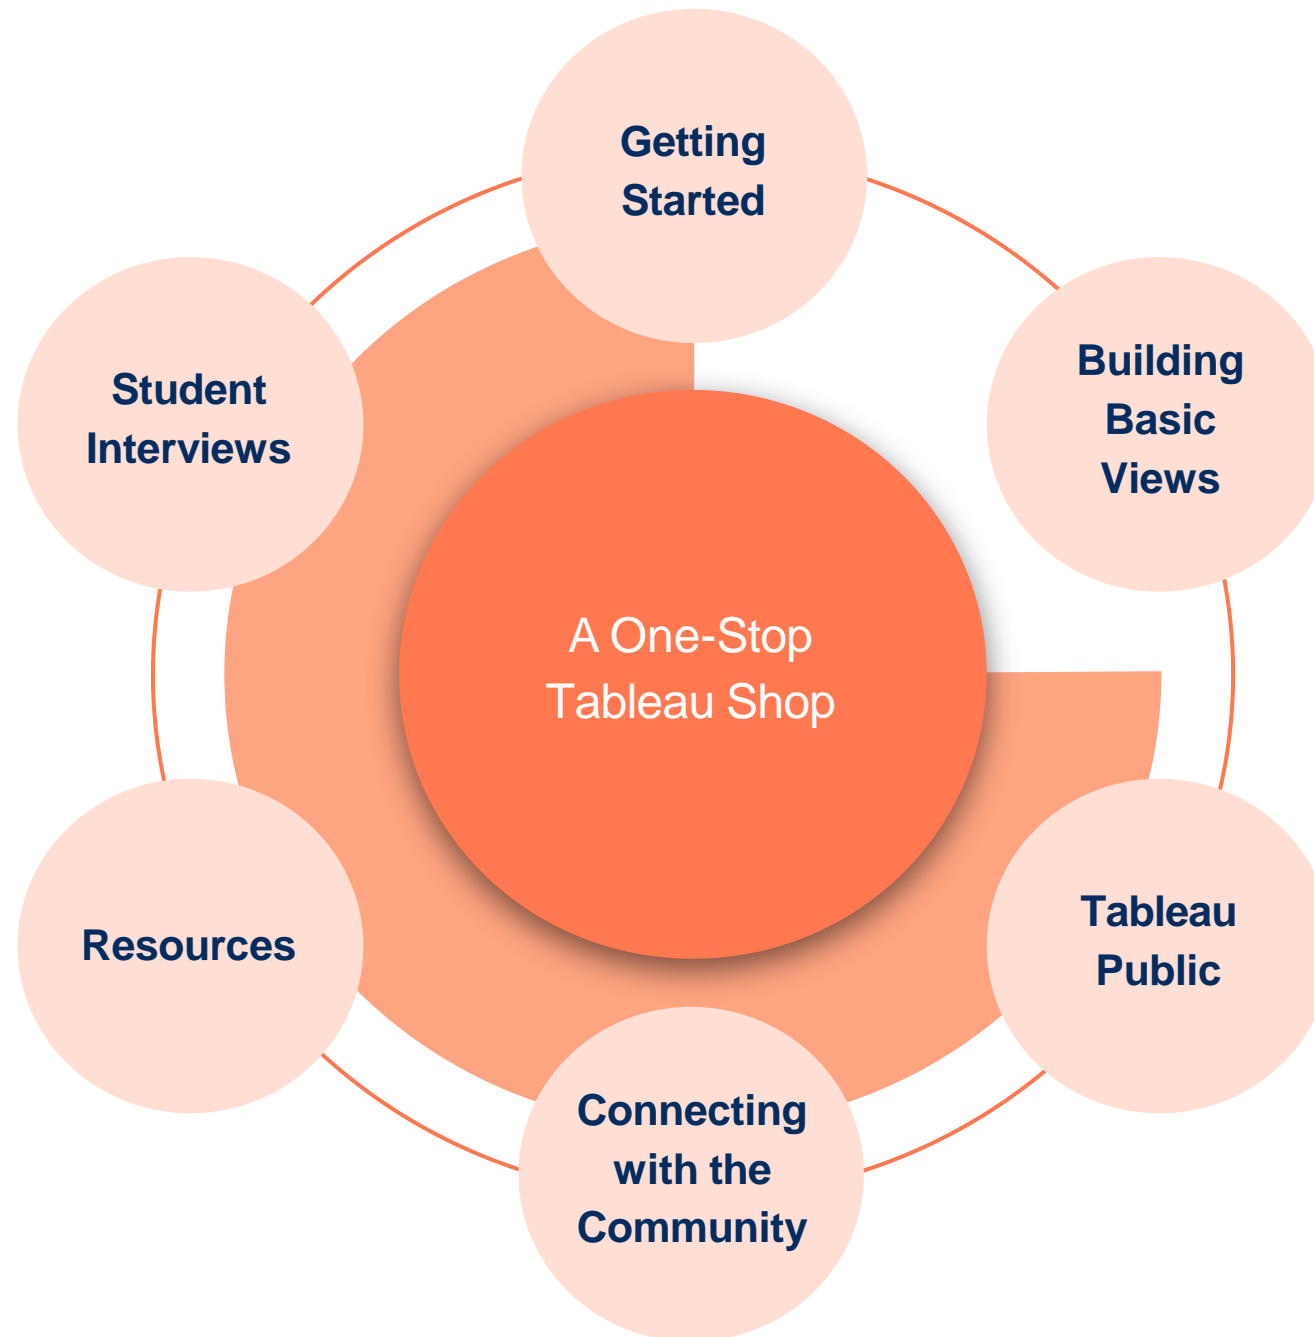 Getting
Started
Building
Basic
Views
Tableau
Public
Connecting
with the
Community
Resources
Student
Interviews
A One-Stop
Tableau Shop